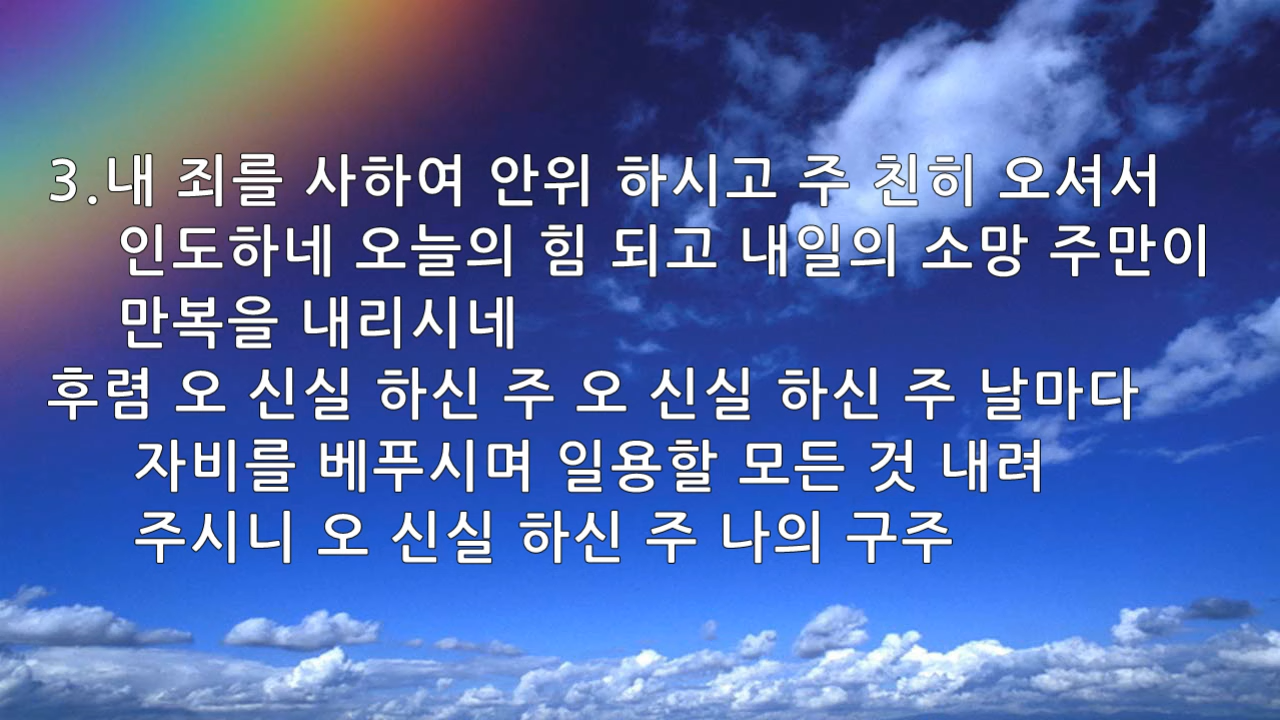 3.내 죄를 사하여 안위 하시고 주 친히 오셔서
인도하네 오늘의 힘 되고 내일의 소망 주만이
만복을 내리시네
후렴 오 신실 하신 주 오 신실 하신 주 날마다
자비를 베푸시며 일용할 모든 것 내려
주시니 오 신실 하신 주 나의 구주